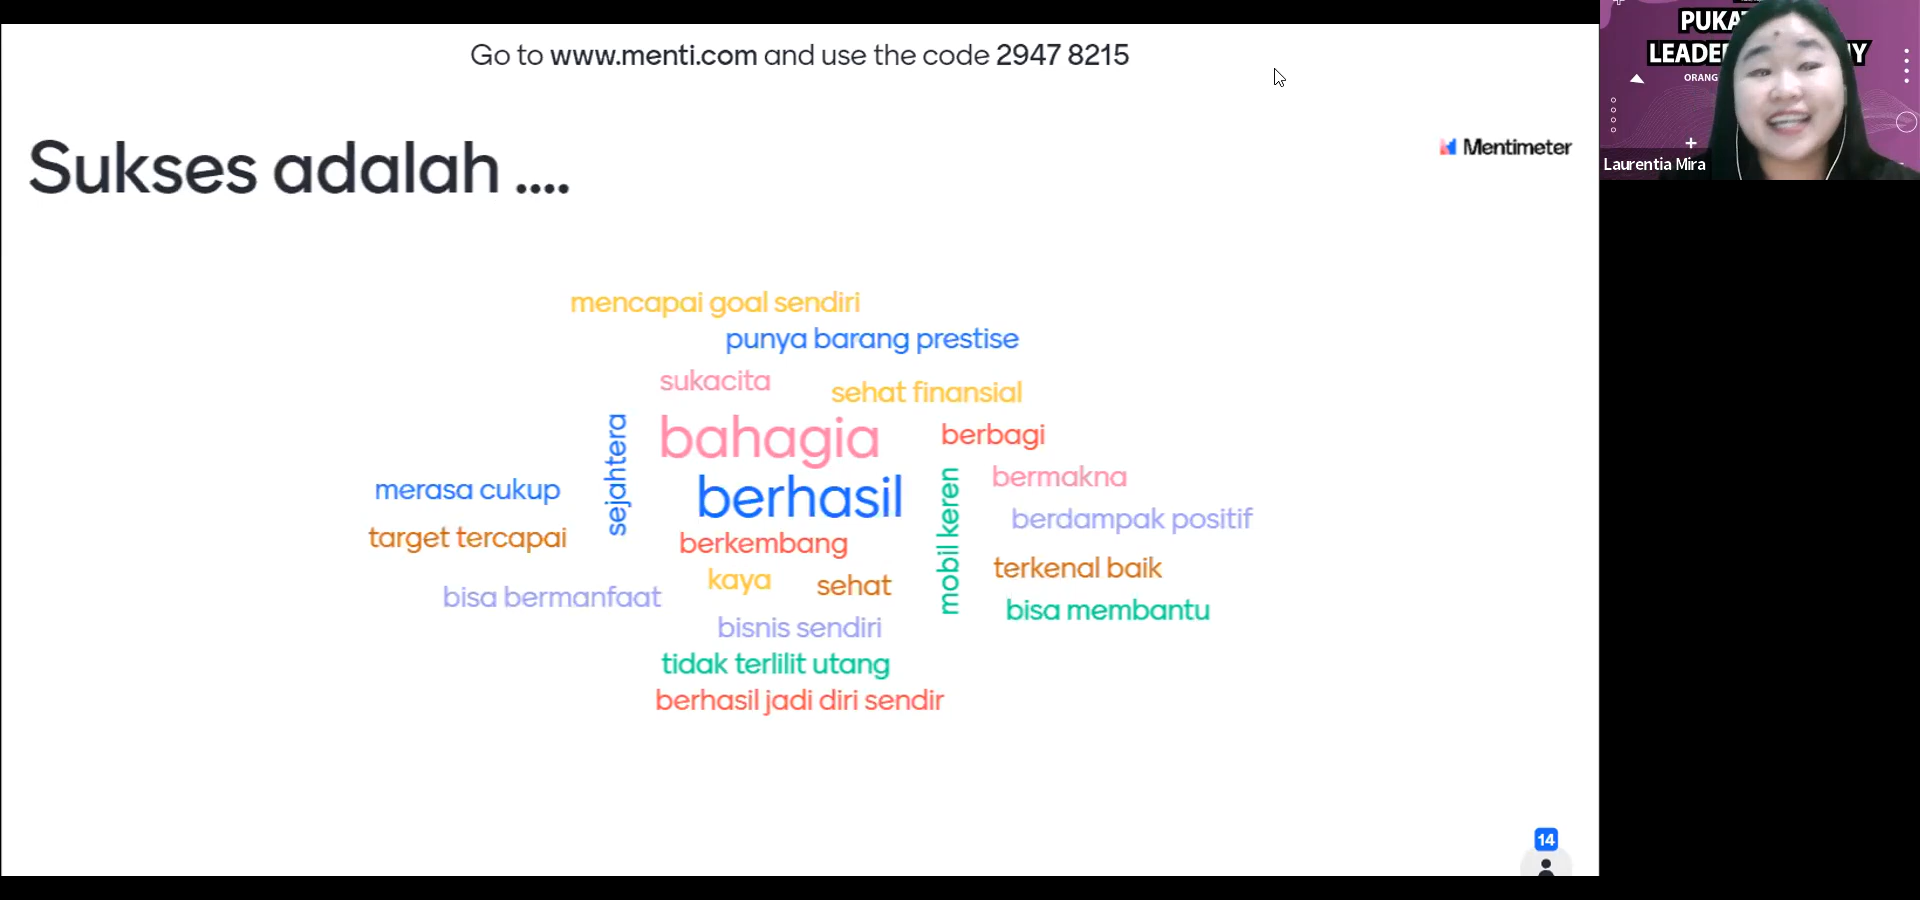 Go to www.menti.com and use the code 2947 8215
Mentimeter
Sukses adalah ....
mencapai goal sendiri
punya barang prestise
sukacita
sehat finansial
sejahtera
bahagia
berbagi
merasa cukup
berhasil
mobil keren
bermakna
berdampak positif
target tercapai
berkembang
terkenal baik
bisa bermanfaat
kaya
sehat
bisa membantu
bisnis sendiri
tidak terlilit utang
berhasil jadi diri sendir
14
ORANG
Laurentia Mira